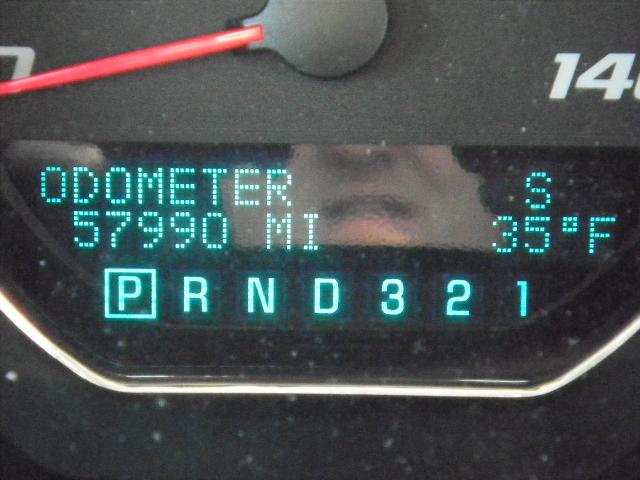 ODOMETER S
57990 MI 35°F
P R N D 3 2 1